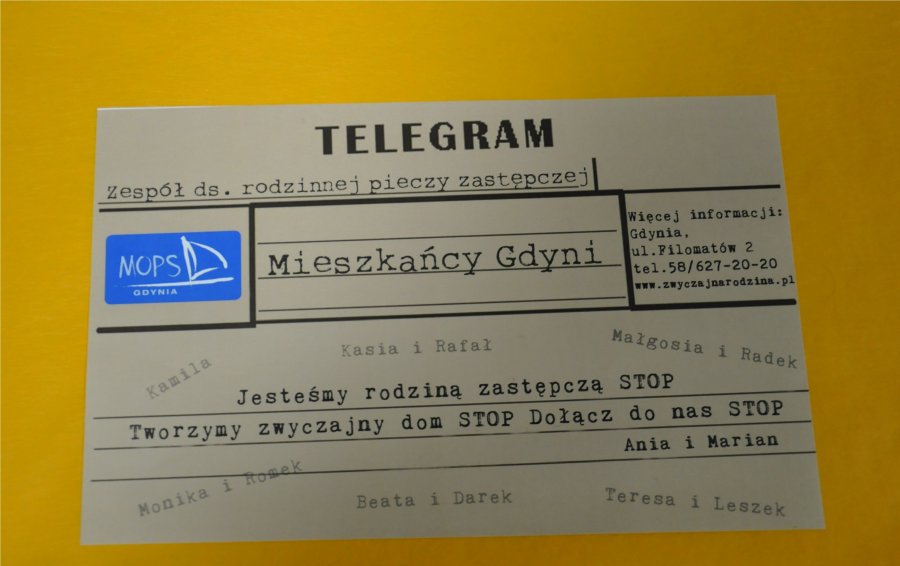 TELEGRAM
Zespół ds. rodzinnej pieczy zastępczej
MOPS
GDYNIA
Mieszkańcy Gdyni
Więcej informacji:
Gdynia,
ul.Filomatów 2
tel.58/627-20-20
www.zwyczajnarodzina.pl
Kamila
Kasia i Rafał
Małgosia i Radek
Jesteśmy rodziną zastępczą STOP
Tworzymy zwyczajny dom STOP Dołącz do nas STOP
Ania i Marian
Monika i Romek
Beata i Darek
Teresa i Leszek